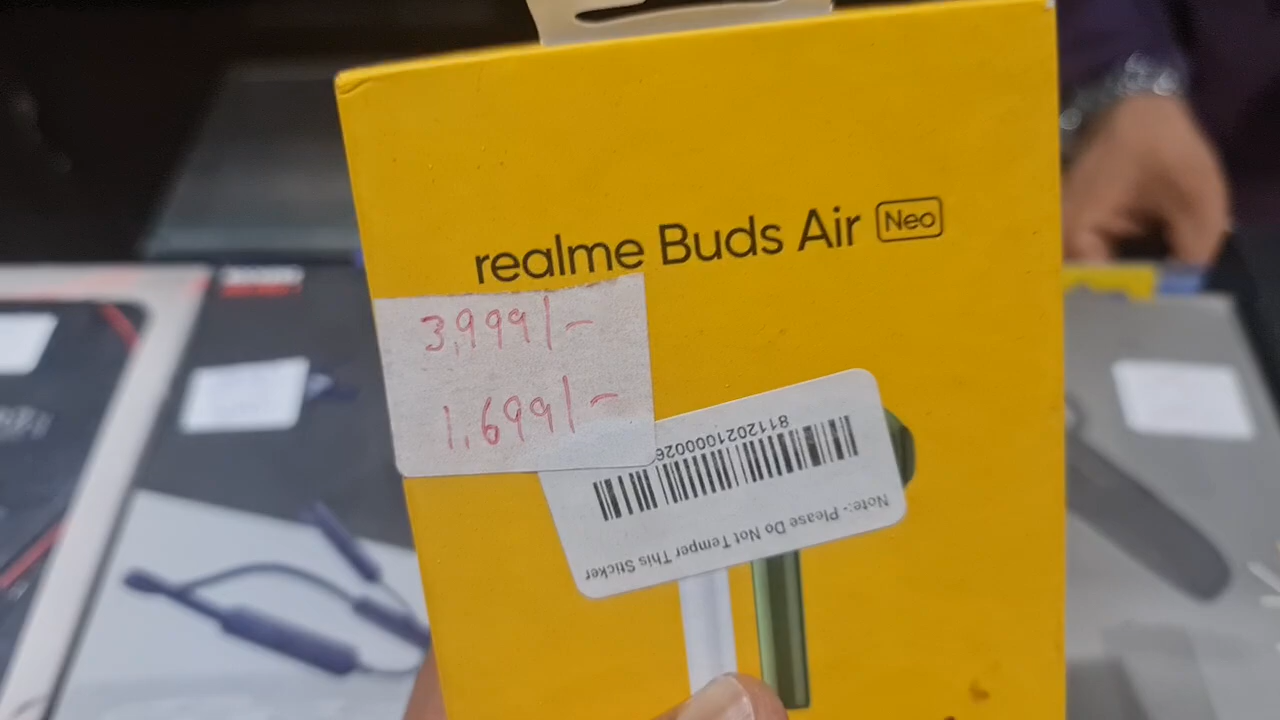 realme Buds Air Neo
3,999/-
1,699/-
8112021000026
Note:- Please Do Not Temper This Sticker